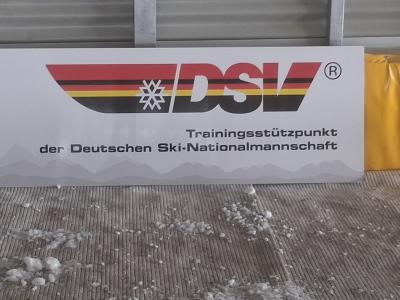 DSV®
Trainingsstützpunkt
der Deutschen Ski-Nationalmannschaft